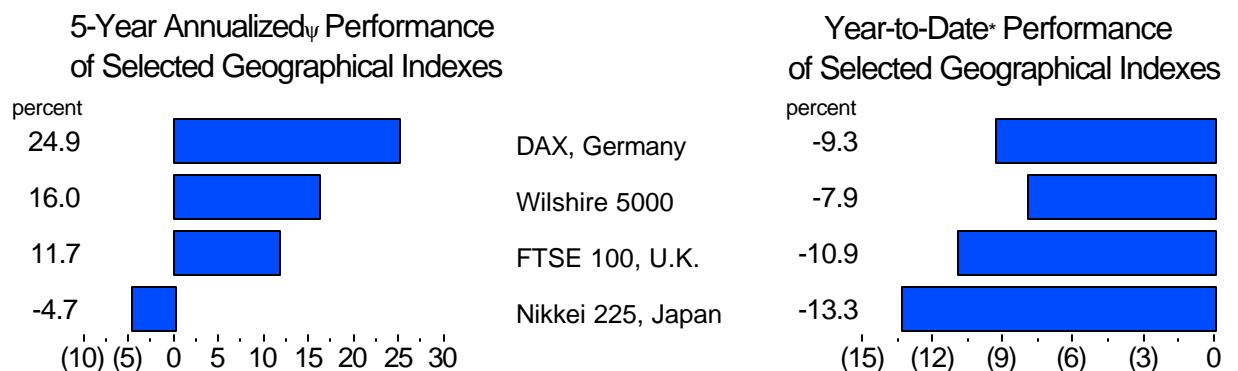 5-Year Annualizedψ Performance
of Selected Geographical Indexes
percent
24.9
16.0
11.7
-4.7
(10) (5) 0 5 10 15 20 25 30
DAX, Germany
Wilshire 5000
FTSE 100, U.K.
Nikkei 225, Japan
Year-to-Date* Performance
of Selected Geographical Indexes
percent
-9.3
-7.9
-10.9
-13.3
(15) (12) (9) (6) (3) 0